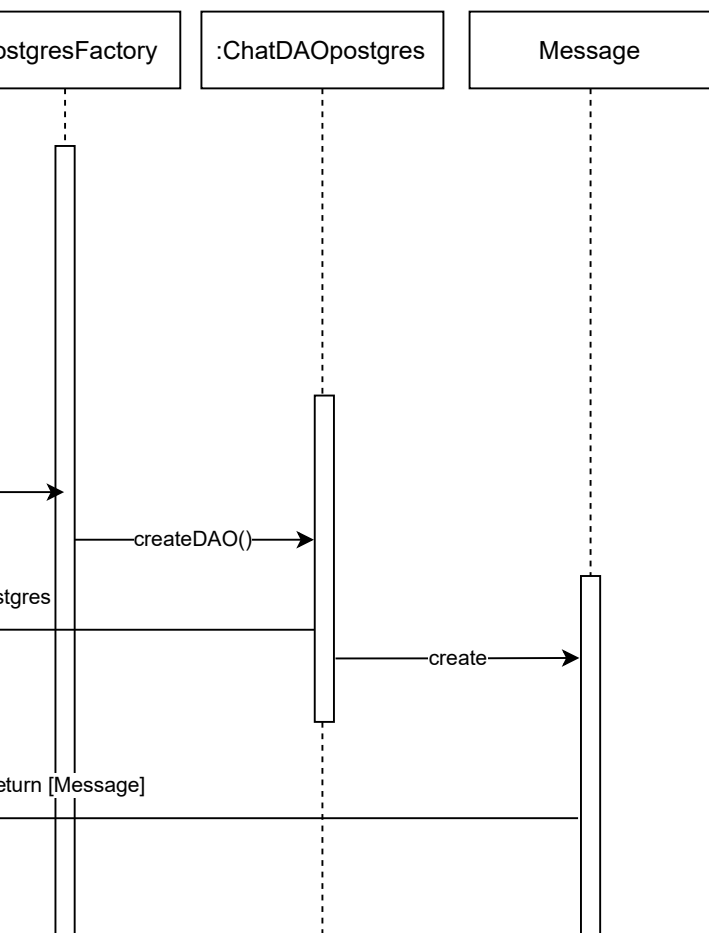 ostgresFactory
:ChatDAOpostgres
Message
createDAO()
stgres
create
eturn [Message]